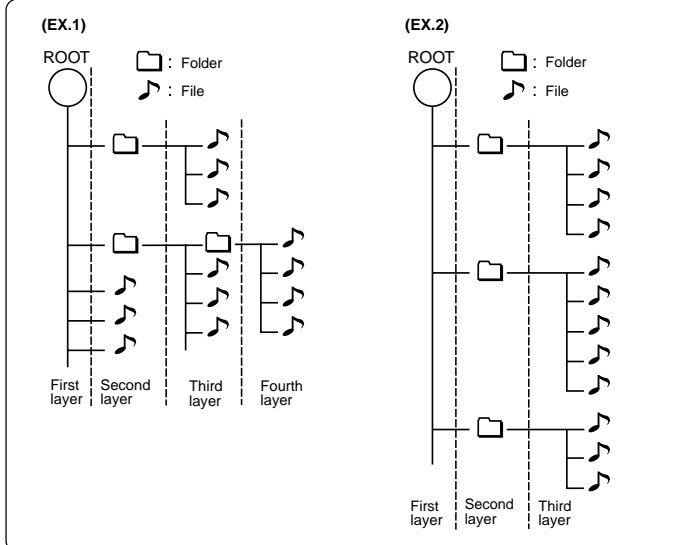 (EX.1)
ROOT
: Folder
: File
First layer
Second layer
Third layer
Fourth layer
(EX.2)
ROOT
: Folder
: File
First layer
Second layer
Third layer